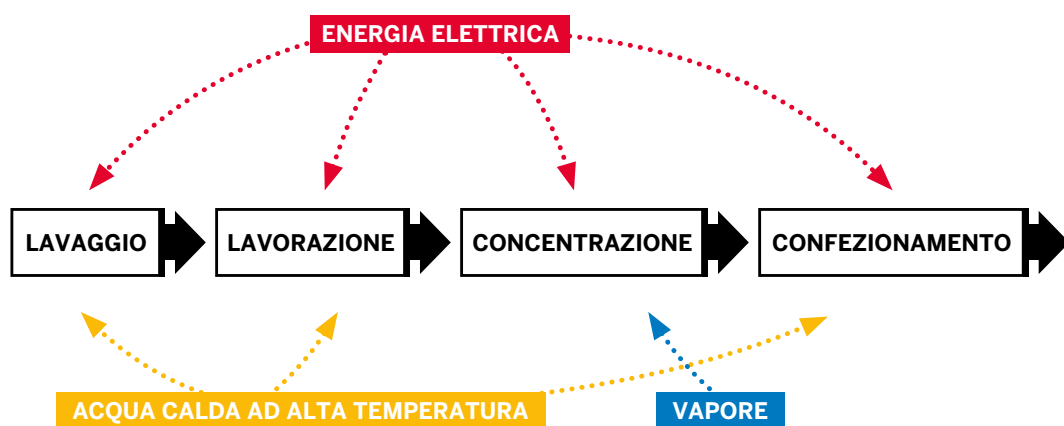 ENERGIA ELETTRICA
LAVAGGIO
LAVORAZIONE
CONCENTRAZIONE
CONFEZIONAMENTO
ACQUA CALDA AD ALTA TEMPERATURA
VAPORE